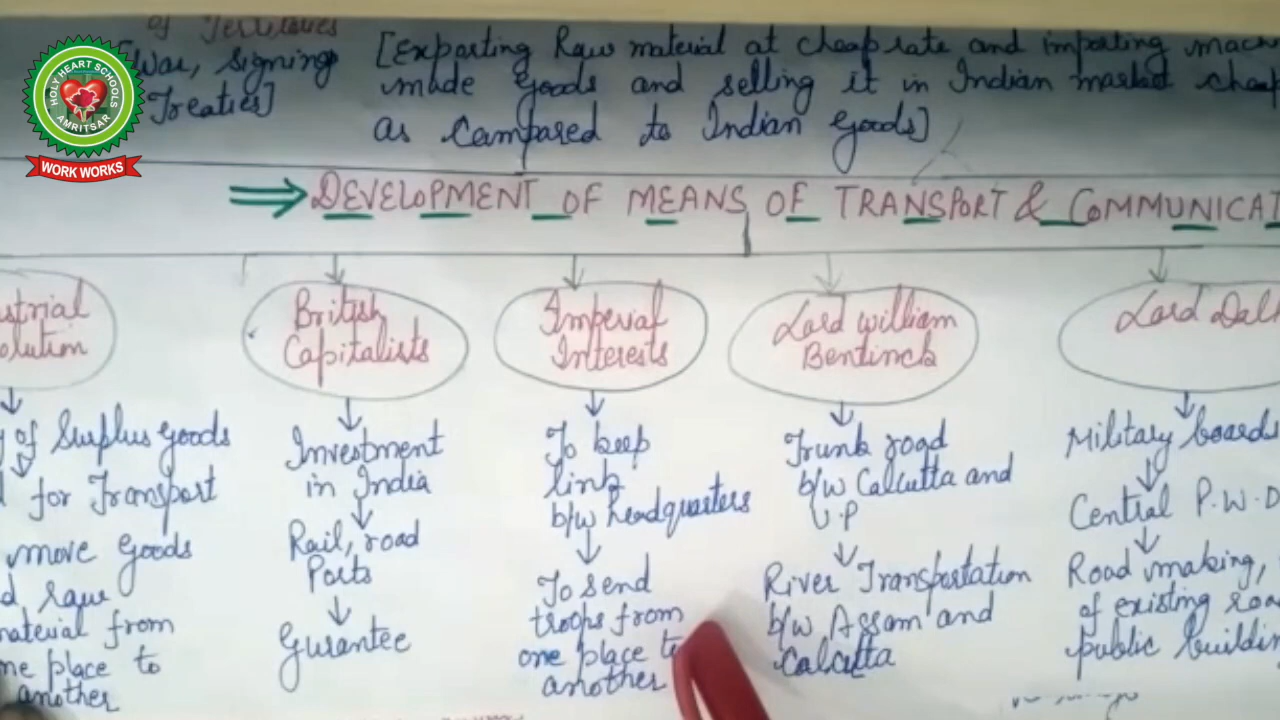 of Territories
[War, Signing
Treaties]
[Exporting Raw material at cheap rate and importing
made goods and selling it in Indian market
as Compared to Indian Goods]
HOLY HEART SCHOOLS
AMRITSAR
WORK WORKS
⇒ DEVELOPMENT OF MEANS OF TRANSPORT & COMMUNICAT
British
Capitalists
Investment
in India
Rail, road
Ports
Gurantee
Imperial
Interests
To keep
link
b/w headquarters
To send
troops from
one place to
another
Lord William
Bentinck
Trunk road
b/w Calcutta and
U.P
River Transportation
b/w Assam and
Calcutta
Lord
Military boards
Central P.W.D
Road making,
of existing
public
of Surplus goods
for Transport
move goods
raw
from
place to
another